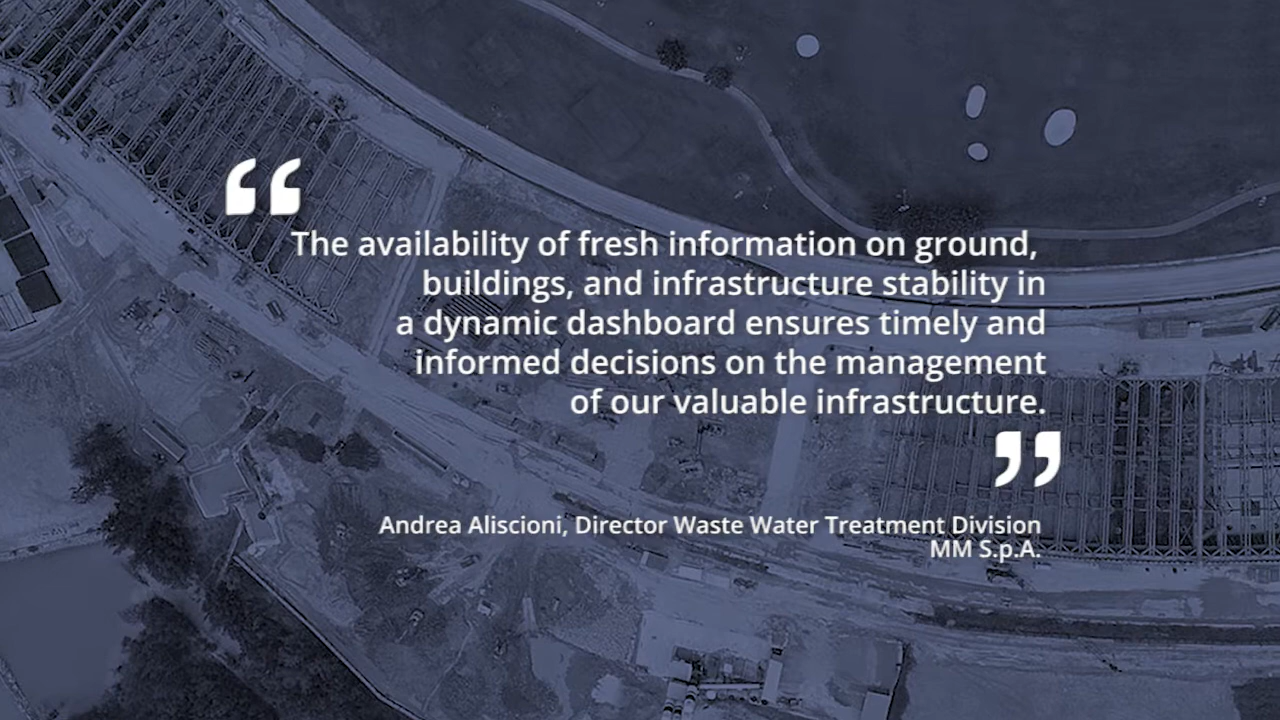 “
The availability of fresh information on ground,
buildings, and infrastructure stability in
a dynamic dashboard ensures timely and
informed decisions on the management
of our valuable infrastructure.
”
Andrea Aliscioni, Director Waste Water Treatment Division
MM S.p.A.